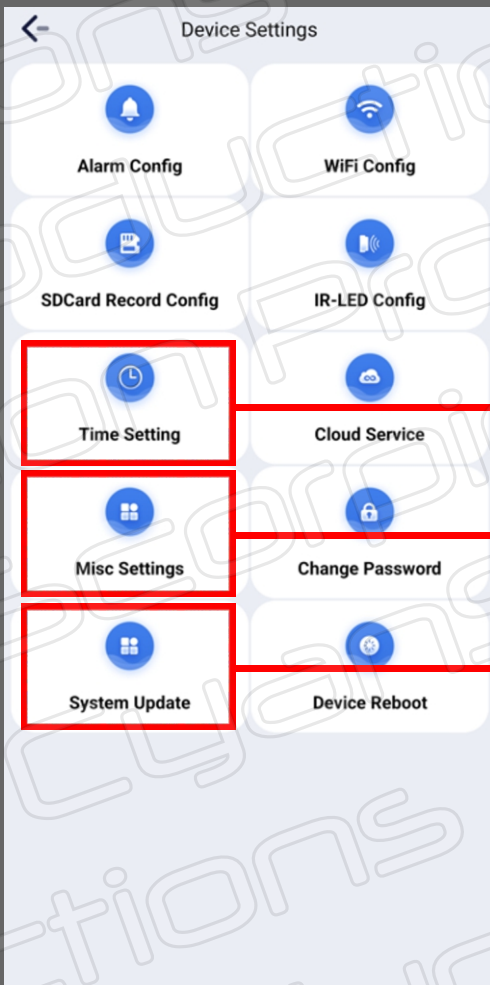 Device Settings
Alarm Config
WiFi Config
SDCard Record Config
IR-LED Config
Time Setting
Cloud Service
Misc Settings
Change Password
System Update
Device Reboot